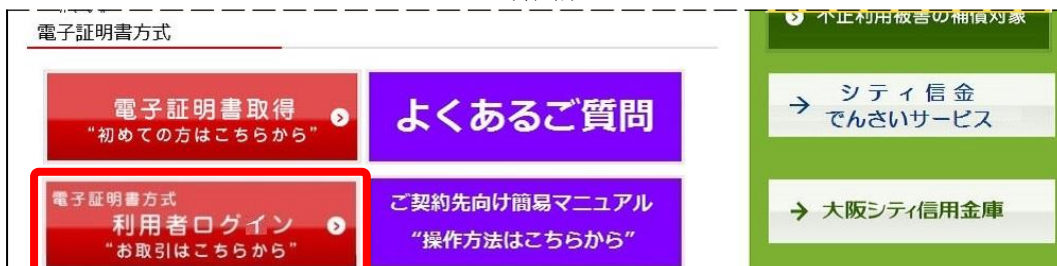 電子証明書方式
電子証明書取得
“初めての方はこちらから”
よくあるご質問
電子証明書方式
利用者ログイン
“お取引はこちらから”
ご契約先向け簡易マニュアル
“操作方法はこちらから”
不正利用被害の補償対象
シティ信金
でんさいサービス
大阪シティ信用金庫